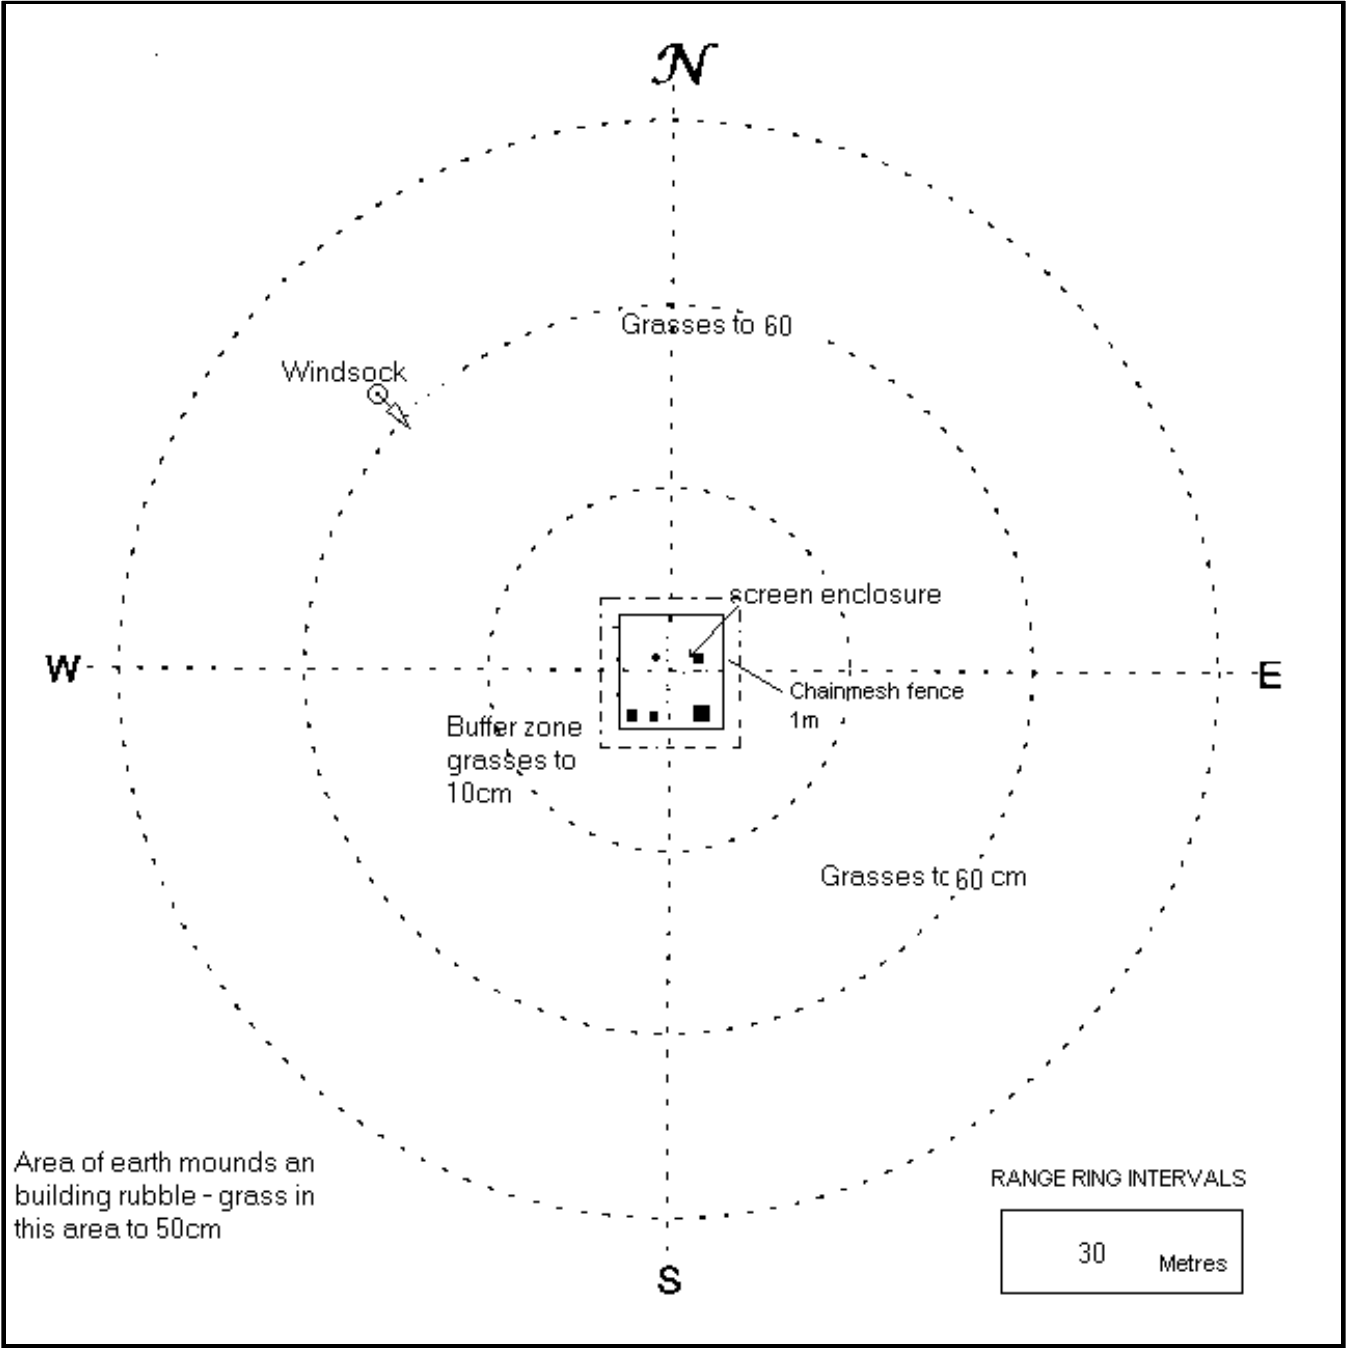 N
Grasses to 60
Windsock
screen enclosure
W
E
Chainmesh fence
1m
Buffer zone
grasses to
10cm
Grasses to 60 cm
Area of earth mounds an
building rubble - grass in
this area to 50cm
RANGE RING INTERVALS
30 Metres
S